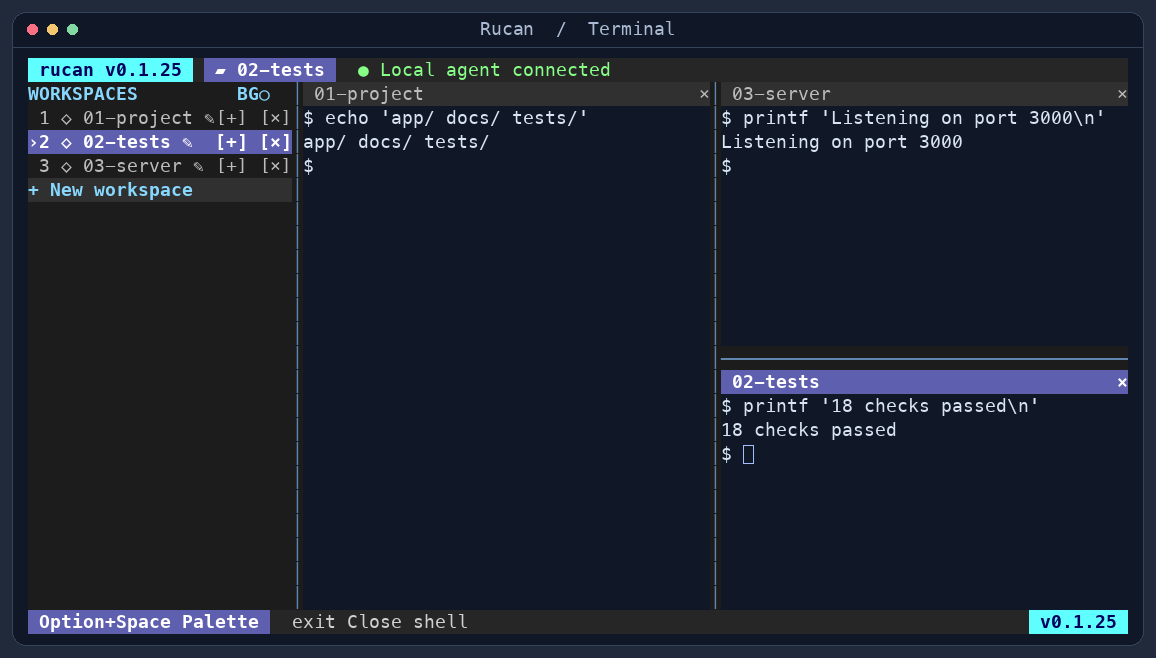 Rucan / Terminal
rucan v0.1.25 02-tests ● Local agent connected
WORKSPACES BG○
1 ◇ 01-project ✎[+] [×]
›2 ◇ 02-tests ✎ [+] [×]
3 ◇ 03-server ✎ [+] [×]
+ New workspace
01-project ×
$ echo 'app/ docs/ tests/'
app/ docs/ tests/
$
03-server ×
$ printf 'Listening on port 3000\n'
Listening on port 3000
$
02-tests ×
$ printf '18 checks passed\n'
18 checks passed
$
Option+Space Palette exit Close shell v0.1.25